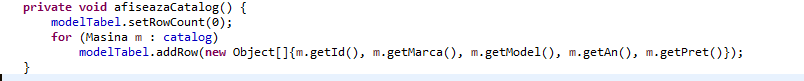 private void afiseazaCatalog() {
    modelTabel.setRowCount(0);
    for (Masina m : catalog)
        modelTabel.addRow(new Object[]{m.getId(), m.getMarca(), m.getModel(), m.getAn(), m.getPret()});
}